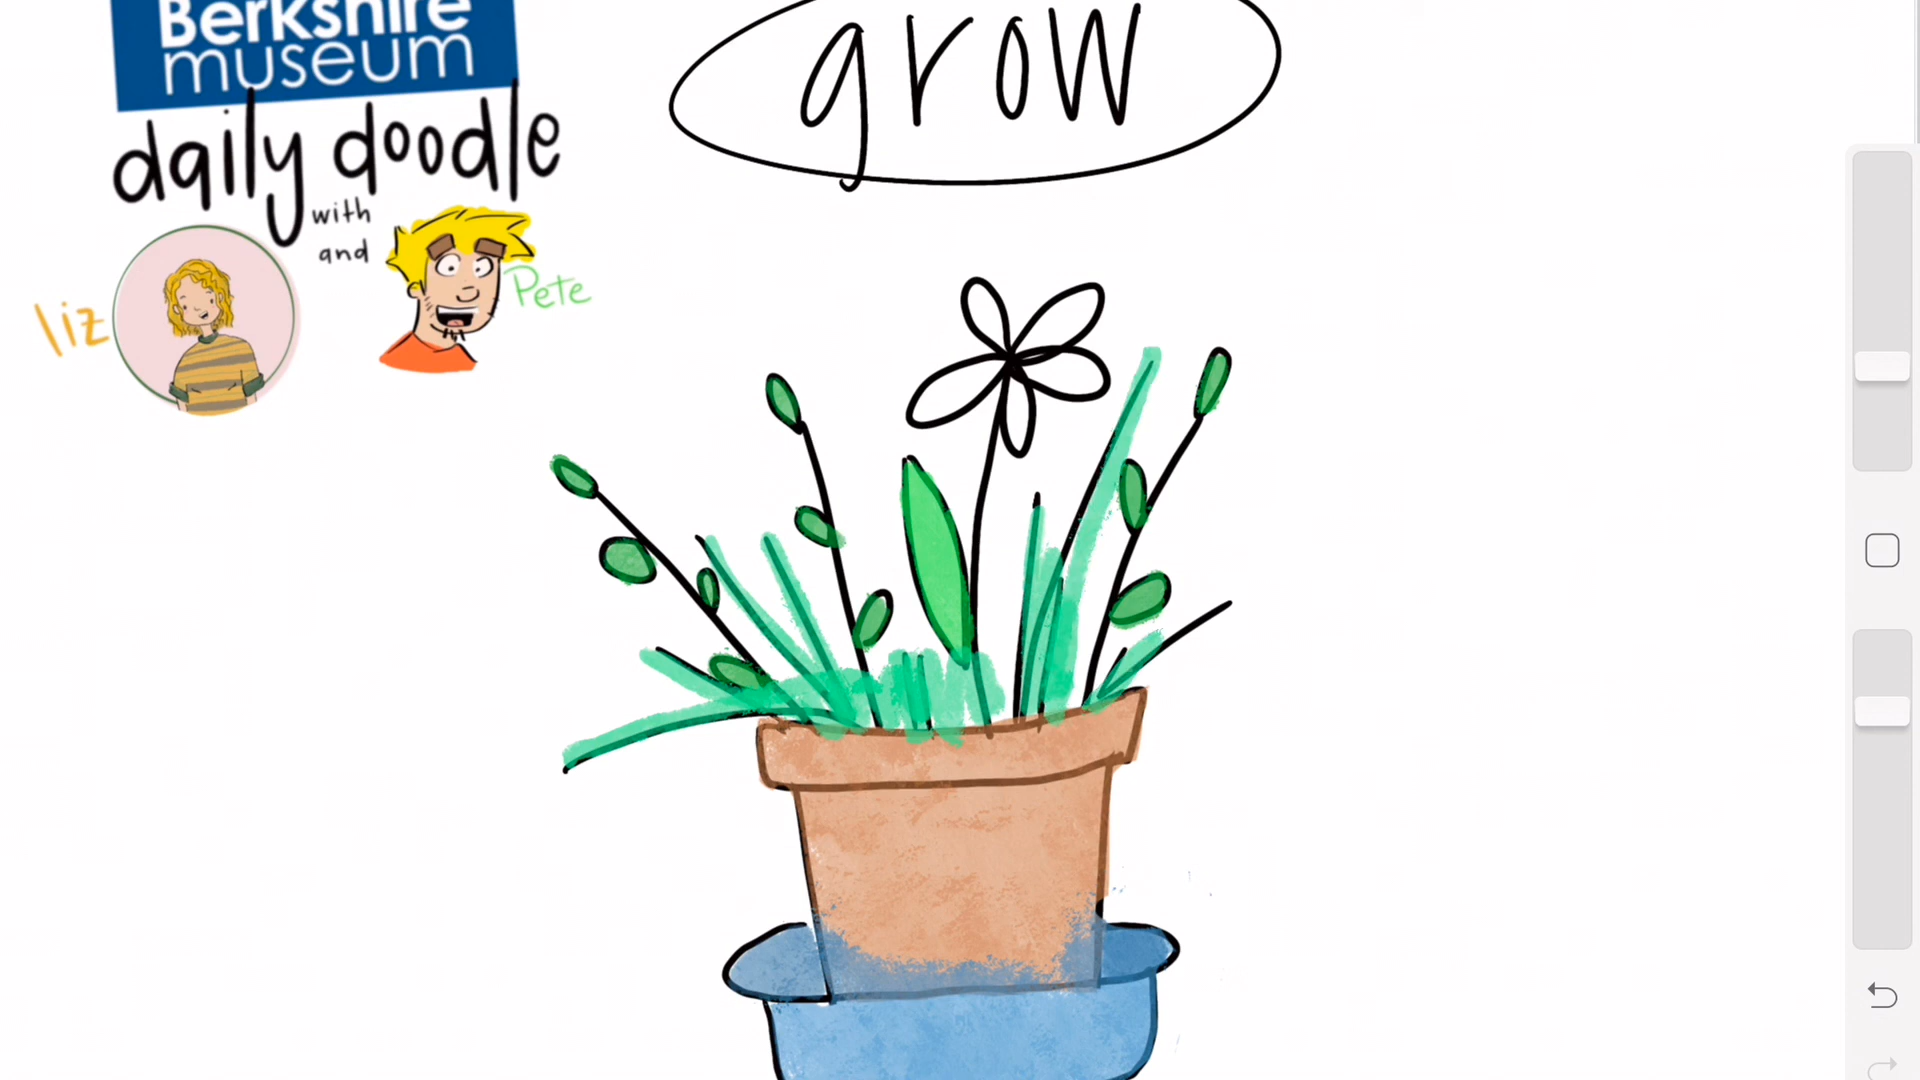 Berkshire
museum
daily doodle
with
and
liz
Pete
grow